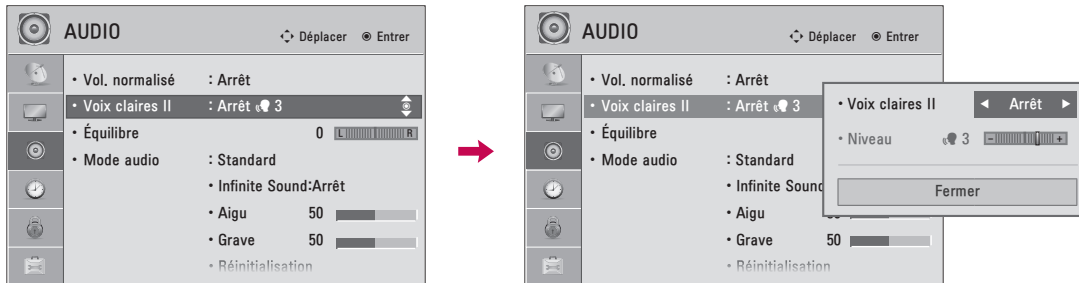 AUDIO
Déplacer Entrer
• Vol. normalisé : Arrêt
• Voix claires II : Arrêt 3
• Équilibre 0 L R
• Mode audio : Standard
• Infinite Sound:Arrêt
• Aigu 50
• Grave 50
• Réinitialisation
AUDIO
Déplacer Entrer
• Vol. normalisé : Arrêt
• Voix claires II : Arrêt 3
• Équilibre
• Mode audio : Standard
• Infinite Sound
• Aigu
• Grave 50
• Réinitialisation
• Voix claires II ◄ Arrêt ►
• Niveau 3 - +
Fermer